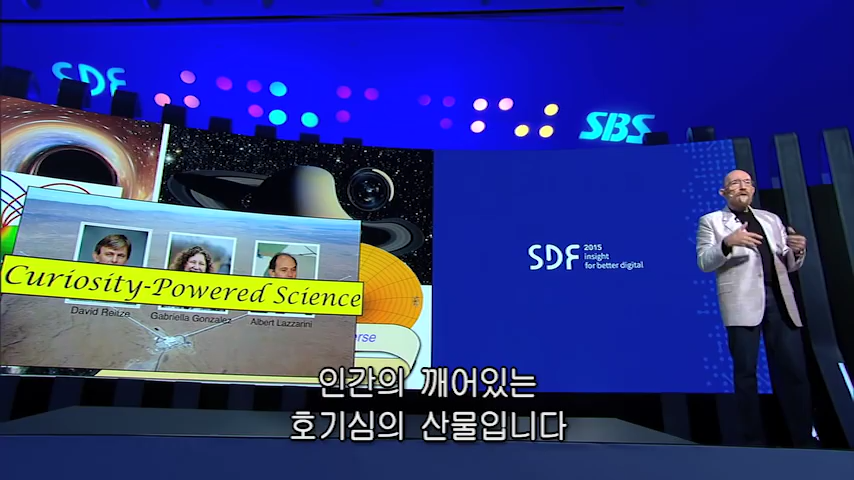 SDF
SBS
Curiosity-Powered Science
David Reitze
Gabriella Gonzalez
Albert Lazzarini
erse
SDF
2015
insight
for better digital
인간의 깨어있는
호기심의 산물입니다